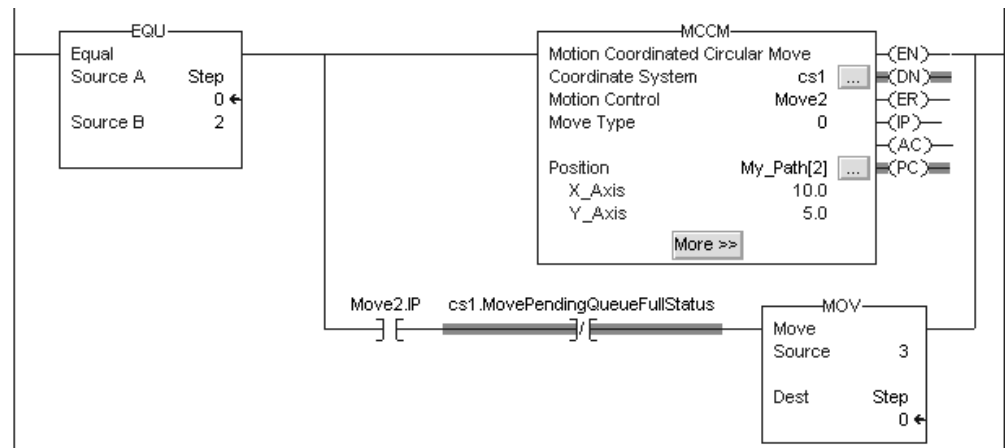 EQU
Equal
Source A Step
0
Source B 2
MCCM
Motion Coordinated Circular Move
Coordinate System cs1 ...
Motion Control Move2
Move Type 0
Position My_Path[2] ...
X_Axis 10.0
Y_Axis 5.0
More >>
(EN)
(DN)
(ER)
(IP)
(AC)
(PC)
Move2.IP cs1.MovePendingQueueFullStatus
MOV
Move
Source 3
Dest Step
0